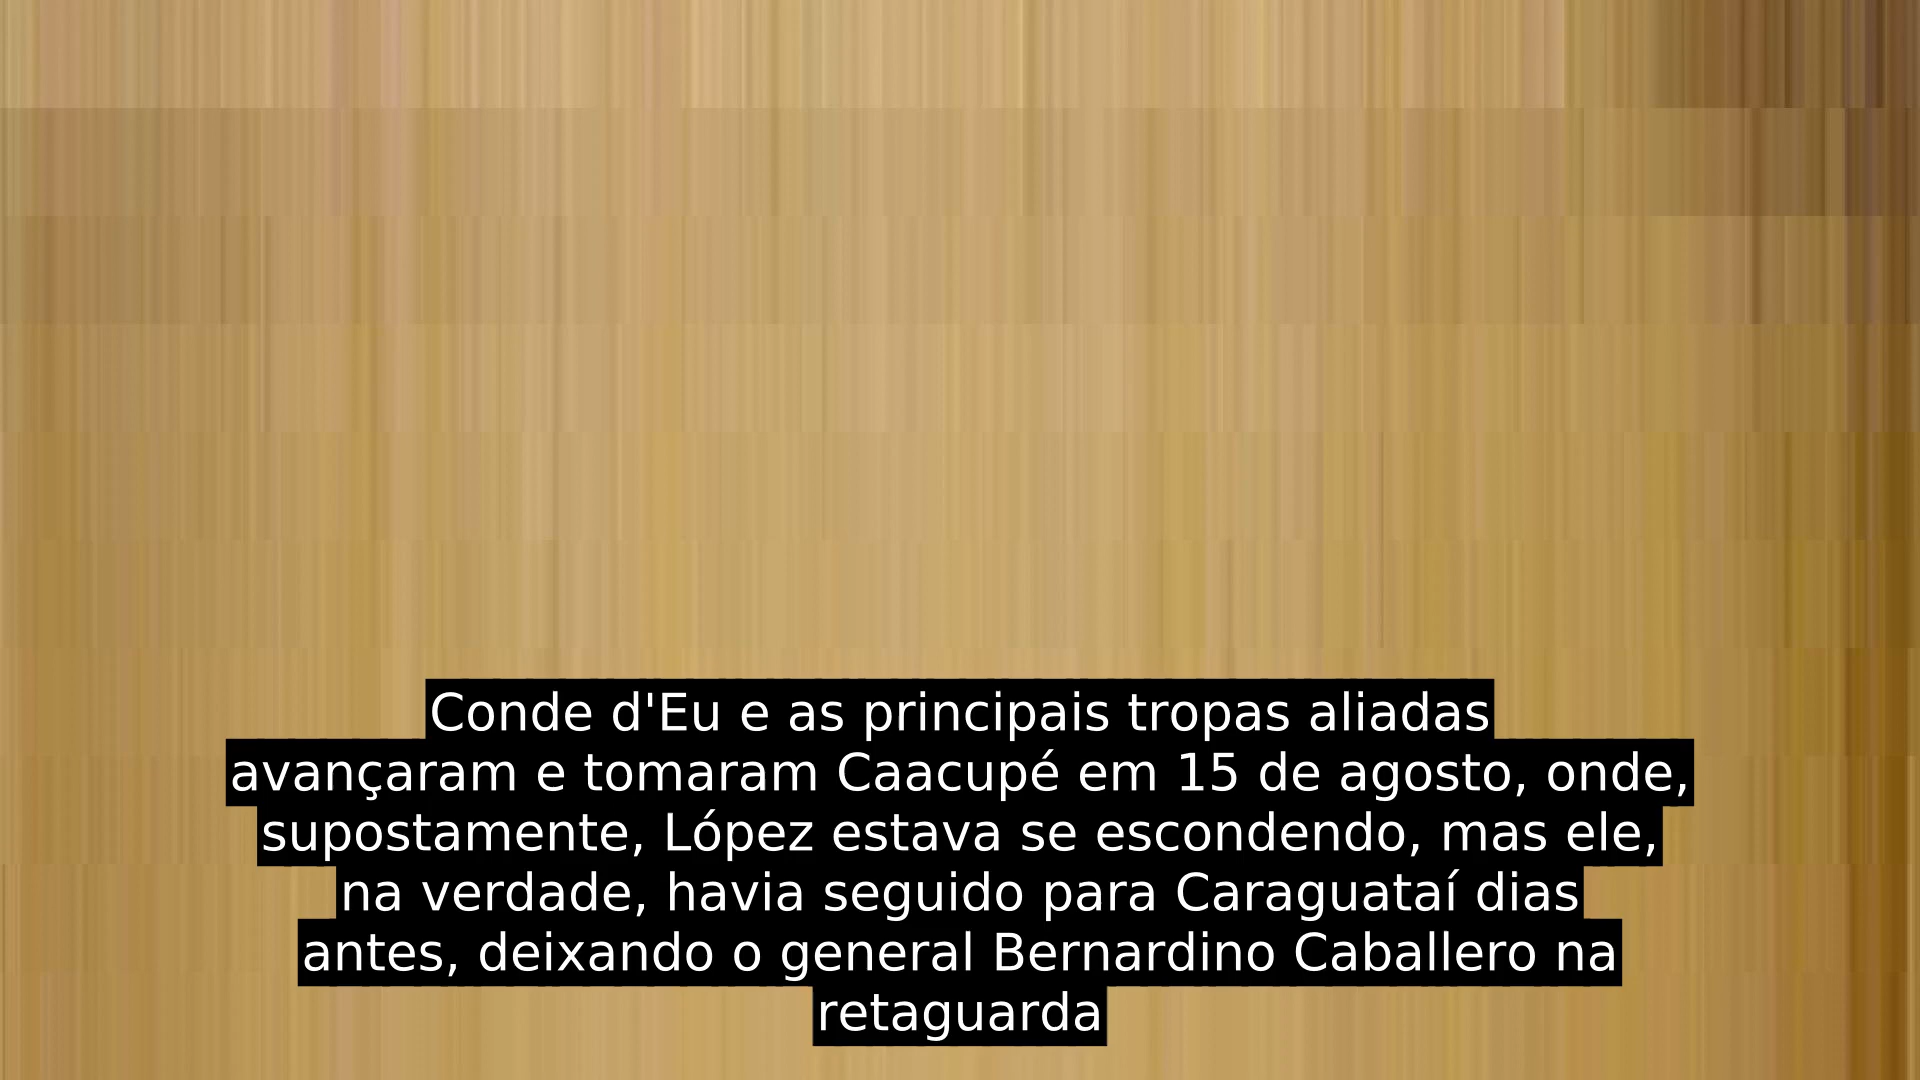 Conde d'Eu e as principais tropas aliadas
avançaram e tomaram Caacupé em 15 de agosto, onde,
supostamente, López estava se escondendo, mas ele,
na verdade, havia seguido para Caraguataí dias
antes, deixando o general Bernardino Caballero na
retaguarda